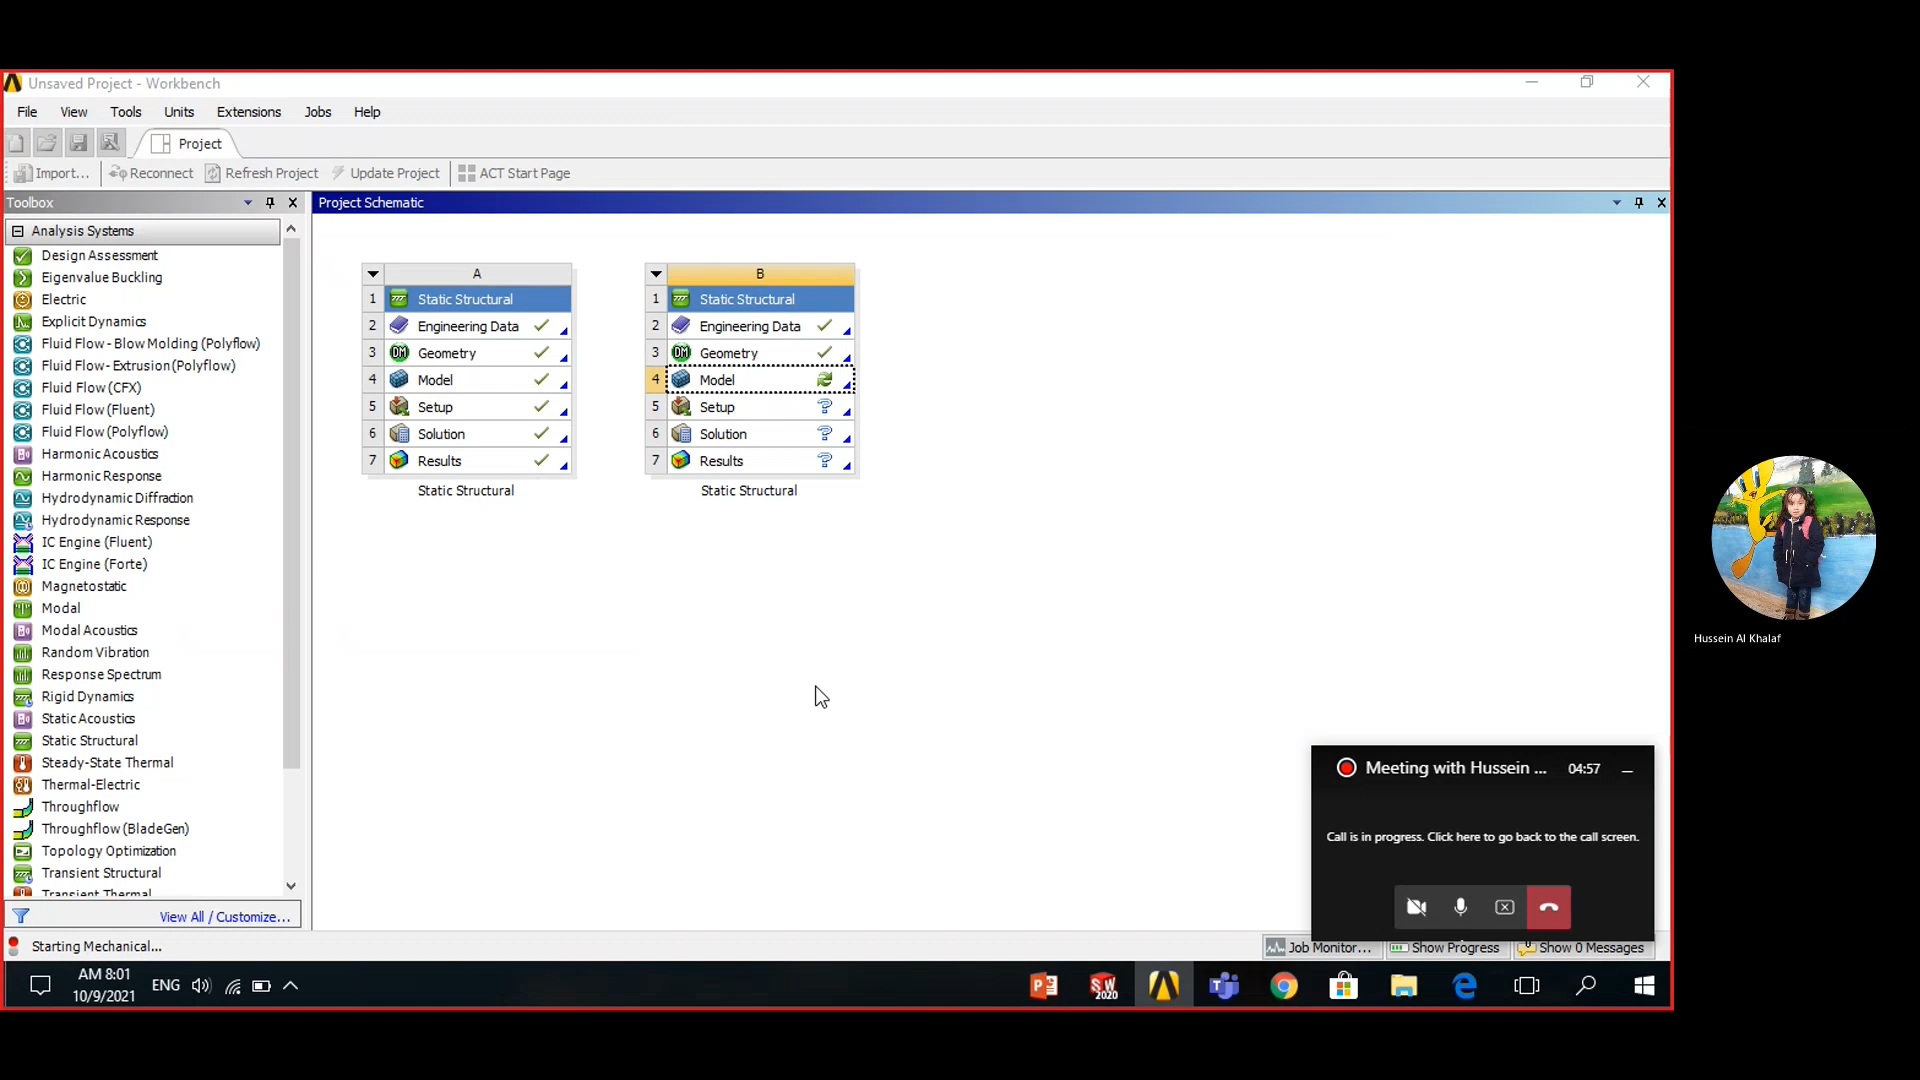 Unsaved Project - Workbench
File View Tools Units Extensions Jobs Help
Project
Import... Reconnect Refresh Project Update Project ACT Start Page
Toolbox
Project Schematic
Analysis Systems
Design Assessment
Eigenvalue Buckling
Electric
Explicit Dynamics
Fluid Flow - Blow Molding (Polyflow)
Fluid Flow - Extrusion (Polyflow)
Fluid Flow (CFX)
Fluid Flow (Fluent)
Fluid Flow (Polyflow)
Harmonic Acoustics
Harmonic Response
Hydrodynamic Diffraction
Hydrodynamic Response
IC Engine (Fluent)
IC Engine (Forte)
Magnetostatic
Modal
Modal Acoustics
Random Vibration
Response Spectrum
Rigid Dynamics
Static Acoustics
Static Structural
Steady-State Thermal
Thermal-Electric
Throughflow
Throughflow (BladeGen)
Topology Optimization
Transient Structural
Transient Thermal
View All / Customize...
A
1 Static Structural
2 Engineering Data
3 DM Geometry
4 Model
5 Setup
6 Solution
7 Results
Static Structural
B
1 Static Structural
2 Engineering Data
3 DM Geometry
4 Model
5 Setup ?
6 Solution ?
7 Results ?
Static Structural
Hussein Al Khalaf
Meeting with Hussein ... 04:57
Call is in progress. Click here to go back to the call screen.
Starting Mechanical...
Job Monitor... Show Progress Show 0 Messages
AM 8:01
10/9/2021
ENG
SW
2020